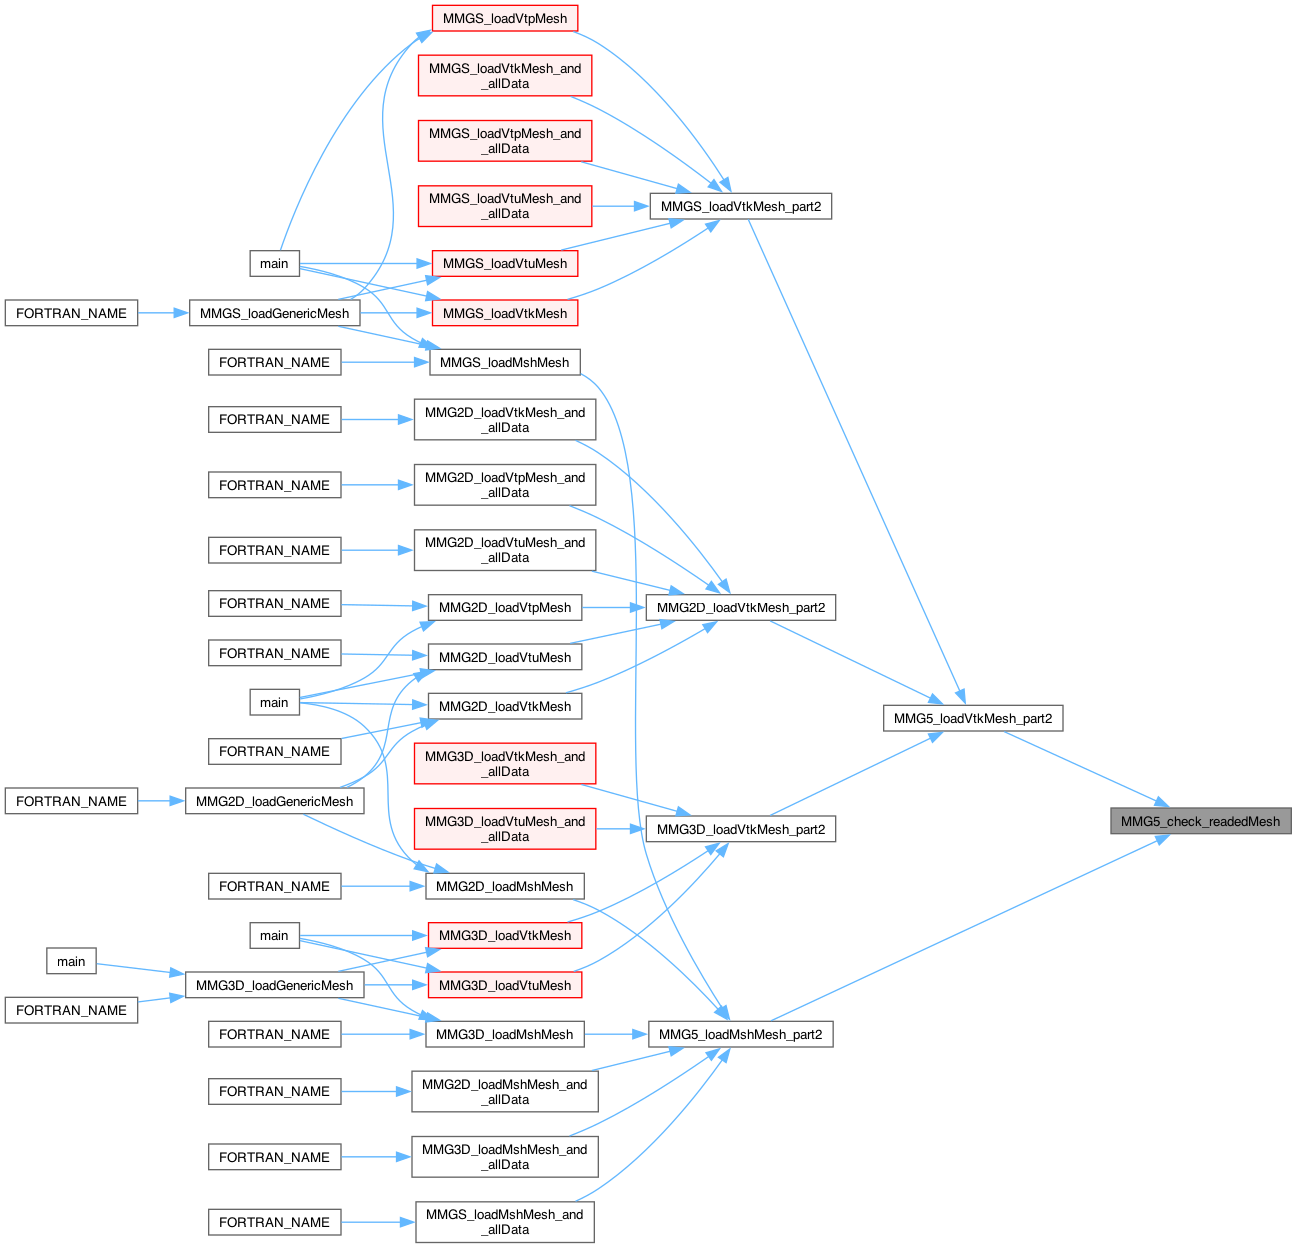 MMGS_loadVtpMesh
MMGS_loadVtkMesh_and
_allData
MMGS_loadVtpMesh_and
_allData
MMGS_loadVtuMesh_and
_allData
MMGS_loadVtkMesh_part2
main
MMGS_loadVtuMesh
FORTRAN_NAME
MMGS_loadGenericMesh
MMGS_loadVtkMesh
FORTRAN_NAME
MMGS_loadMshMesh
FORTRAN_NAME
MMG2D_loadVtkMesh_and
_allData
FORTRAN_NAME
MMG2D_loadVtpMesh_and
_allData
FORTRAN_NAME
MMG2D_loadVtuMesh_and
_allData
FORTRAN_NAME
MMG2D_loadVtpMesh
MMG2D_loadVtkMesh_part2
FORTRAN_NAME
MMG2D_loadVtuMesh
main
MMG2D_loadVtkMesh
MMG5_loadVtkMesh_part2
FORTRAN_NAME
MMG3D_loadVtkMesh_and
_allData
FORTRAN_NAME
MMG2D_loadGenericMesh
MMG3D_loadVtuMesh_and
_allData
MMG3D_loadVtkMesh_part2
MMG5_check_readedMesh
FORTRAN_NAME
MMG2D_loadMshMesh
main
MMG3D_loadVtkMesh
main
MMG3D_loadGenericMesh
MMG3D_loadVtuMesh
FORTRAN_NAME
FORTRAN_NAME
MMG3D_loadMshMesh
MMG5_loadMshMesh_part2
FORTRAN_NAME
MMG2D_loadMshMesh_and
_allData
FORTRAN_NAME
MMG3D_loadMshMesh_and
_allData
FORTRAN_NAME
MMGS_loadMshMesh_and
_allData